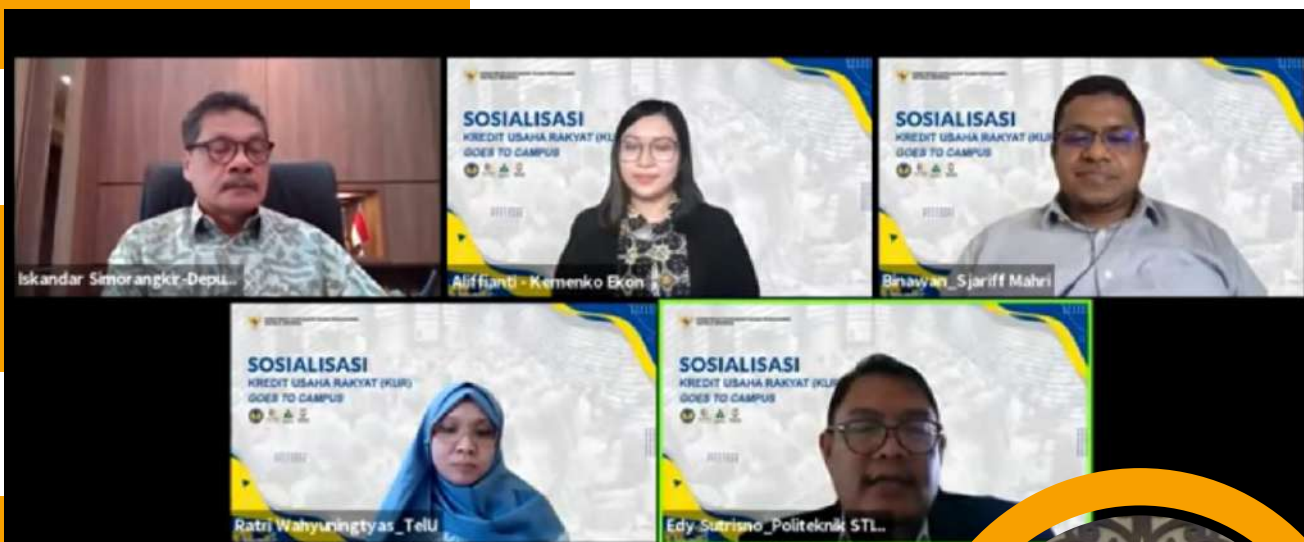 Iskandar Simorangkir-Depu...
SOSIALISASI
KREDIT USAHA RAKYAT (KU
GOES TO CAMPUS
Aliffianti - Kemenko Ekon
SOSIALISASI
KREDIT USAHA RAKYAT (KUR
GOES TO CAMPUS
Binawan_Sjariff Mahri
SOSIALISASI
KREDIT USAHA RAKYAT (KUR)
GOES TO CAMPUS
Ratri Wahyuningtyas_TelU
SOSIALISASI
KREDIT USAHA RAKYAT (KUR
GOES TO CAMPUS
Edy Sutrisno_Politeknik STI...